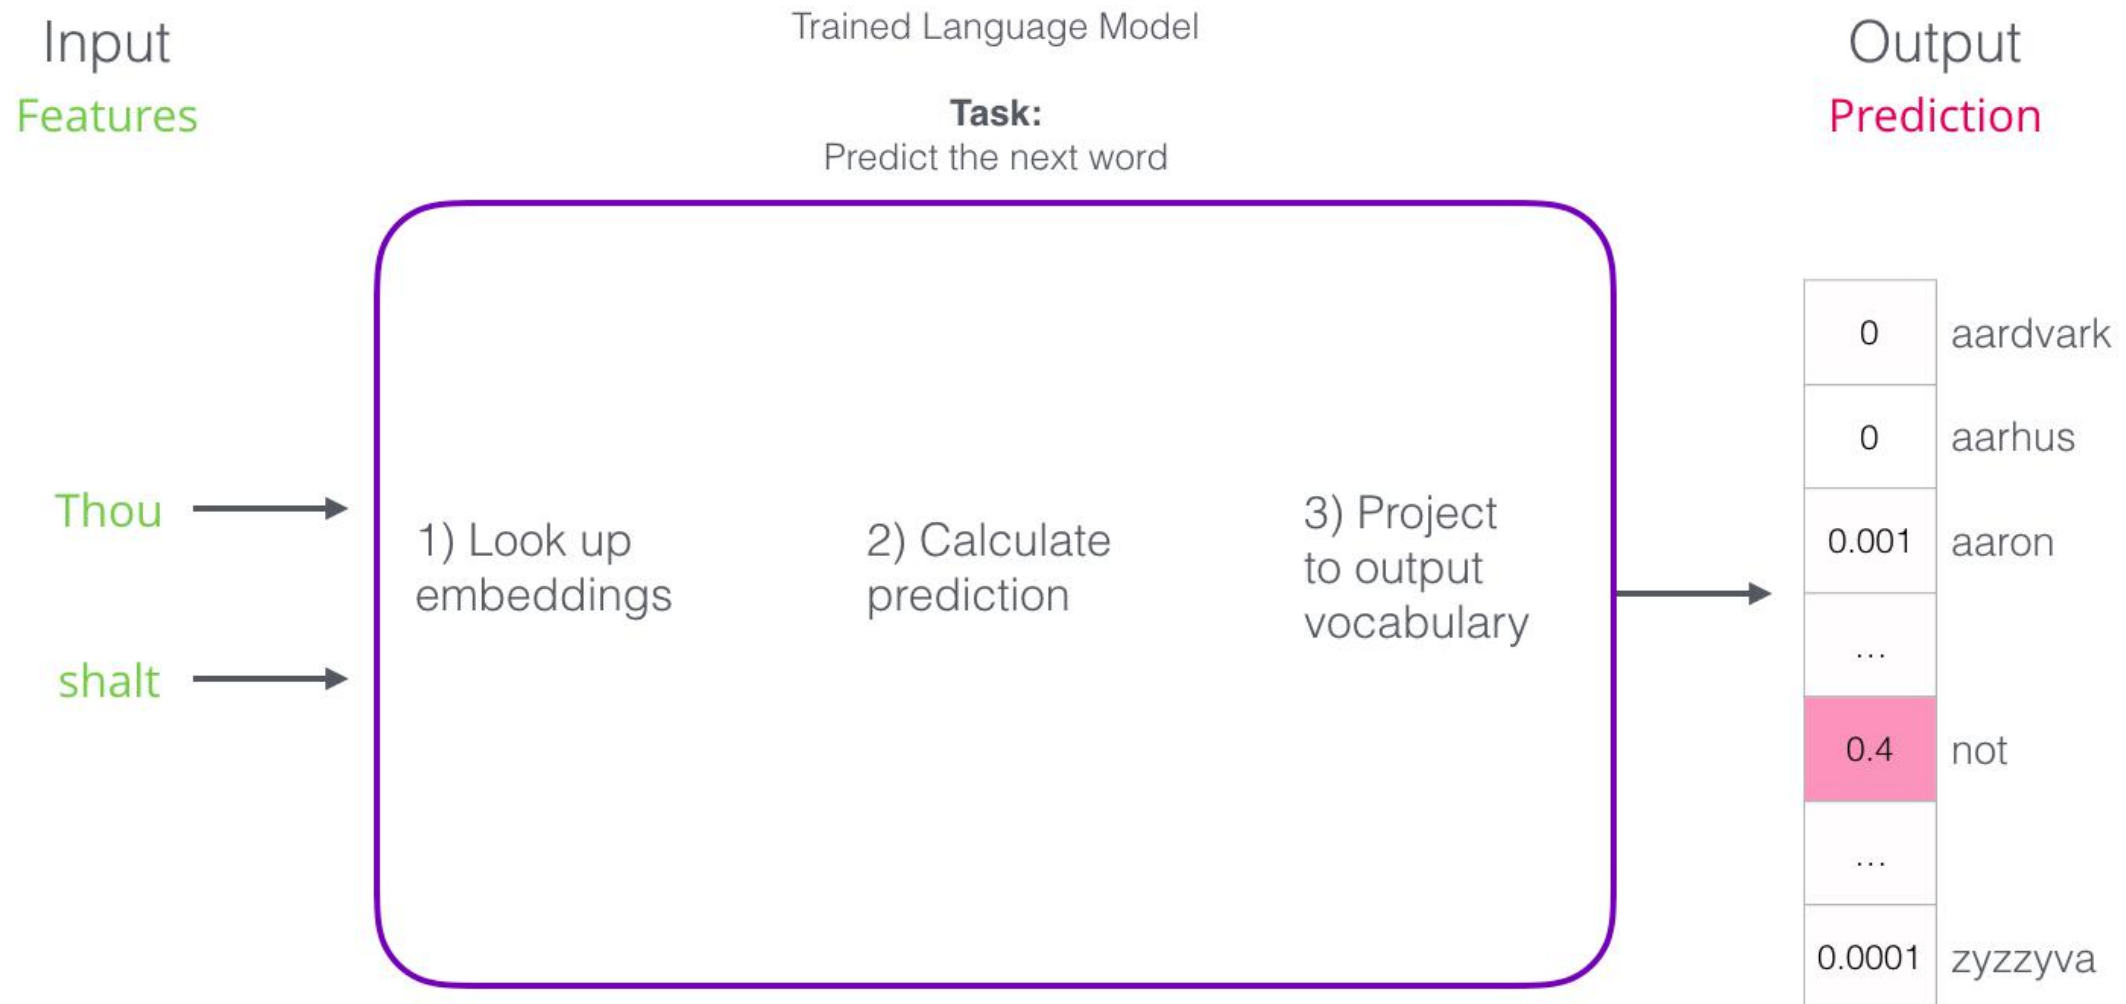 Input
Features
Trained Language Model
Task:
Predict the next word
Output
Prediction
Thou
shalt
1) Look up
embeddings
2) Calculate
prediction
3) Project
to output
vocabulary
0 aardvark
0 aarhus
0.001 aaron
...
0.4 not
...
0.0001 zyzzyva